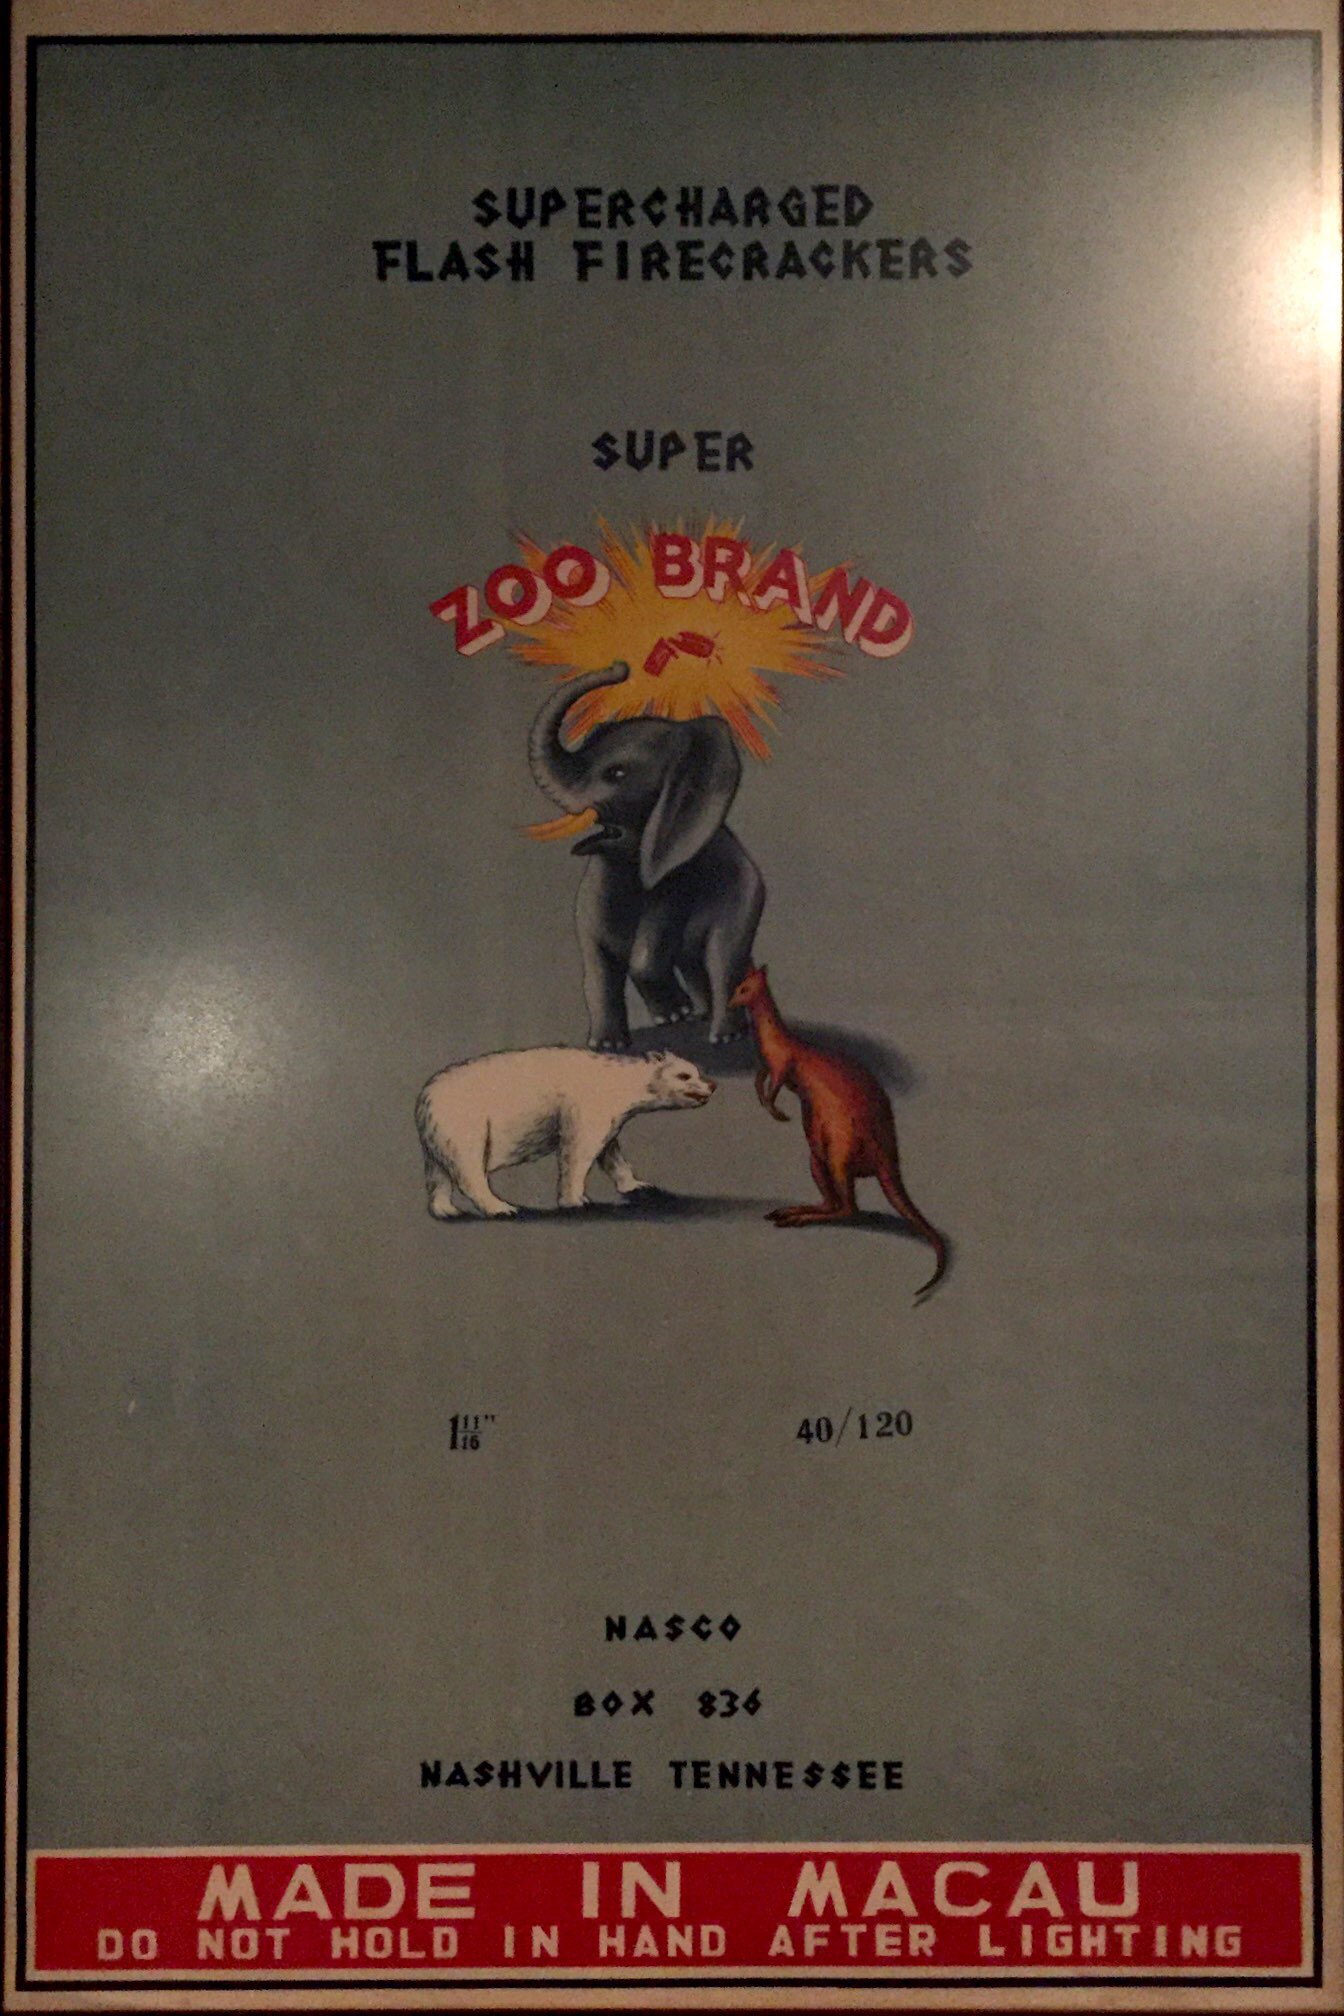 SUPERCHARGED
FLASH FIRECRACKERS
SUPER
ZOO BRAND
1 11/16" 40/120
NASCO
BOX 836
NASHVILLE TENNESSEE
MADE IN MACAU
DO NOT HOLD IN HAND AFTER LIGHTING